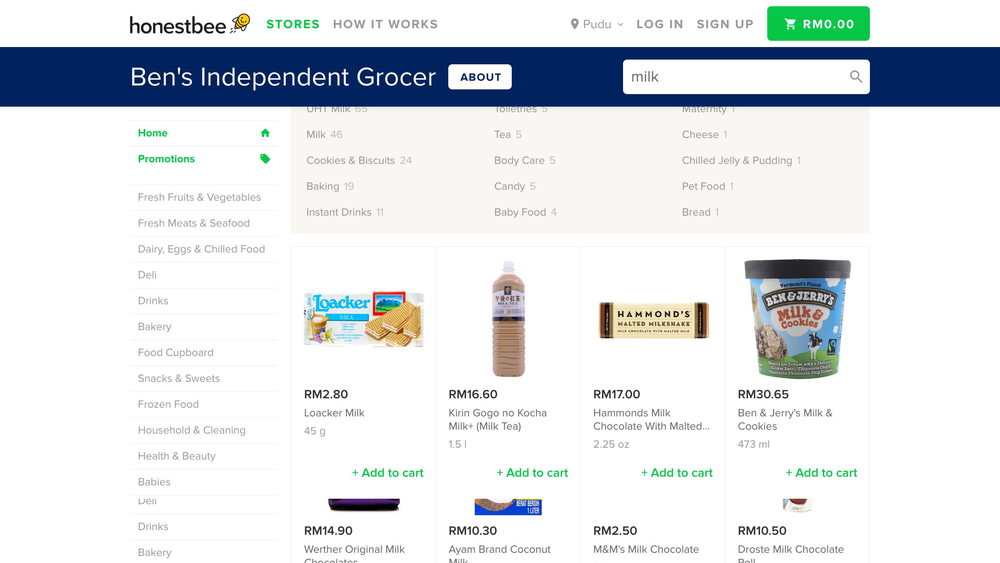 honestbee STORES HOW IT WORKS Pudu LOG IN SIGN UP RM0.00
Ben's Independent Grocer ABOUT milk
UHT Milk 65 Toiletries 5 Maternity 1
Home
Milk 46 Tea 5 Cheese 1
Promotions
Cookies & Biscuits 24 Body Care 5 Chilled Jelly & Pudding 1
Baking 19 Candy 5 Pet Food 1
Instant Drinks 11 Baby Food 4 Bread 1
Fresh Fruits & Vegetables
Fresh Meats & Seafood
Dairy, Eggs & Chilled Food
Deli
Drinks
Bakery
Food Cupboard
Snacks & Sweets
Frozen Food
Household & Cleaning
Health & Beauty
Babies
Deli
Drinks
Bakery
Loacker
MILK
午後の紅茶
MILK TEA
HAMMOND'S
MALTED MILKSHAKE
MILK CHOCOLATE WITH MALTED MILK
Vermont's Finest
BEN & JERRY'S
Milk &
Cookies
RM2.80 RM16.60 RM17.00 RM30.65
Loacker Milk Kirin Gogo no Kocha Hammonds Milk Ben & Jerry's Milk &
Milk+ (Milk Tea) Chocolate With Malted... Cookies
45 g 1.5 l 2.25 oz 473 ml
+ Add to cart + Add to cart + Add to cart + Add to cart
BERAT BERSIH
1 LITER
RM14.90 RM10.30 RM2.50 RM10.50
Werther Original Milk Ayam Brand Coconut M&M's Milk Chocolate Droste Milk Chocolate
Chocolates Milk Roll